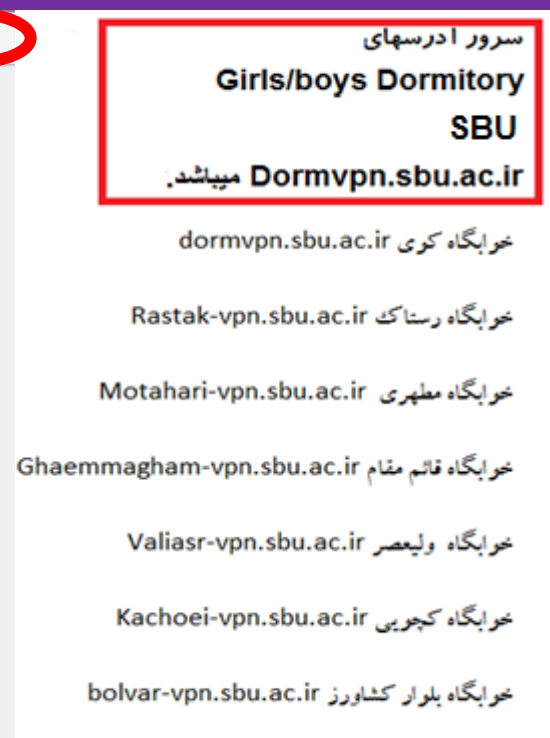 سرور ادرسهای
Girls/boys Dormitory
SBU
Dormvpn.sbu.ac.ir میباشد.
خوابگاه کوی dormvpn.sbu.ac.ir
خوابگاه رستاک Rastak-vpn.sbu.ac.ir
خوابگاه مطهری Motahari-vpn.sbu.ac.ir
خوابگاه قائم مقام Ghaemmagham-vpn.sbu.ac.ir
خوابگاه ولیعصر Valiasr-vpn.sbu.ac.ir
خوابگاه کچویی Kachoei-vpn.sbu.ac.ir
خوابگاه بلوار کشاورز bolvar-vpn.sbu.ac.ir